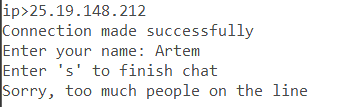 ip>25.19.148.212
Connection made successfully
Enter your name: Artem
Enter 's' to finish chat
Sorry, too much people on the line